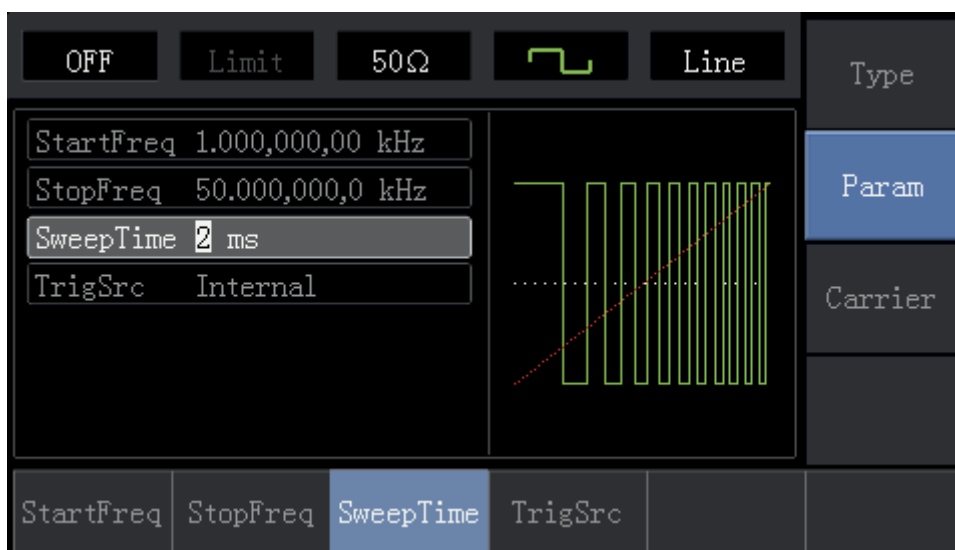 OFF Limit 50Ω Line
Type
StartFreq 1.000,000,00 kHz
StopFreq 50.000,000,0 kHz
Param
SweepTime 2 ms
TrigSrc Internal
Carrier
StartFreq StopFreq SweepTime TrigSrc